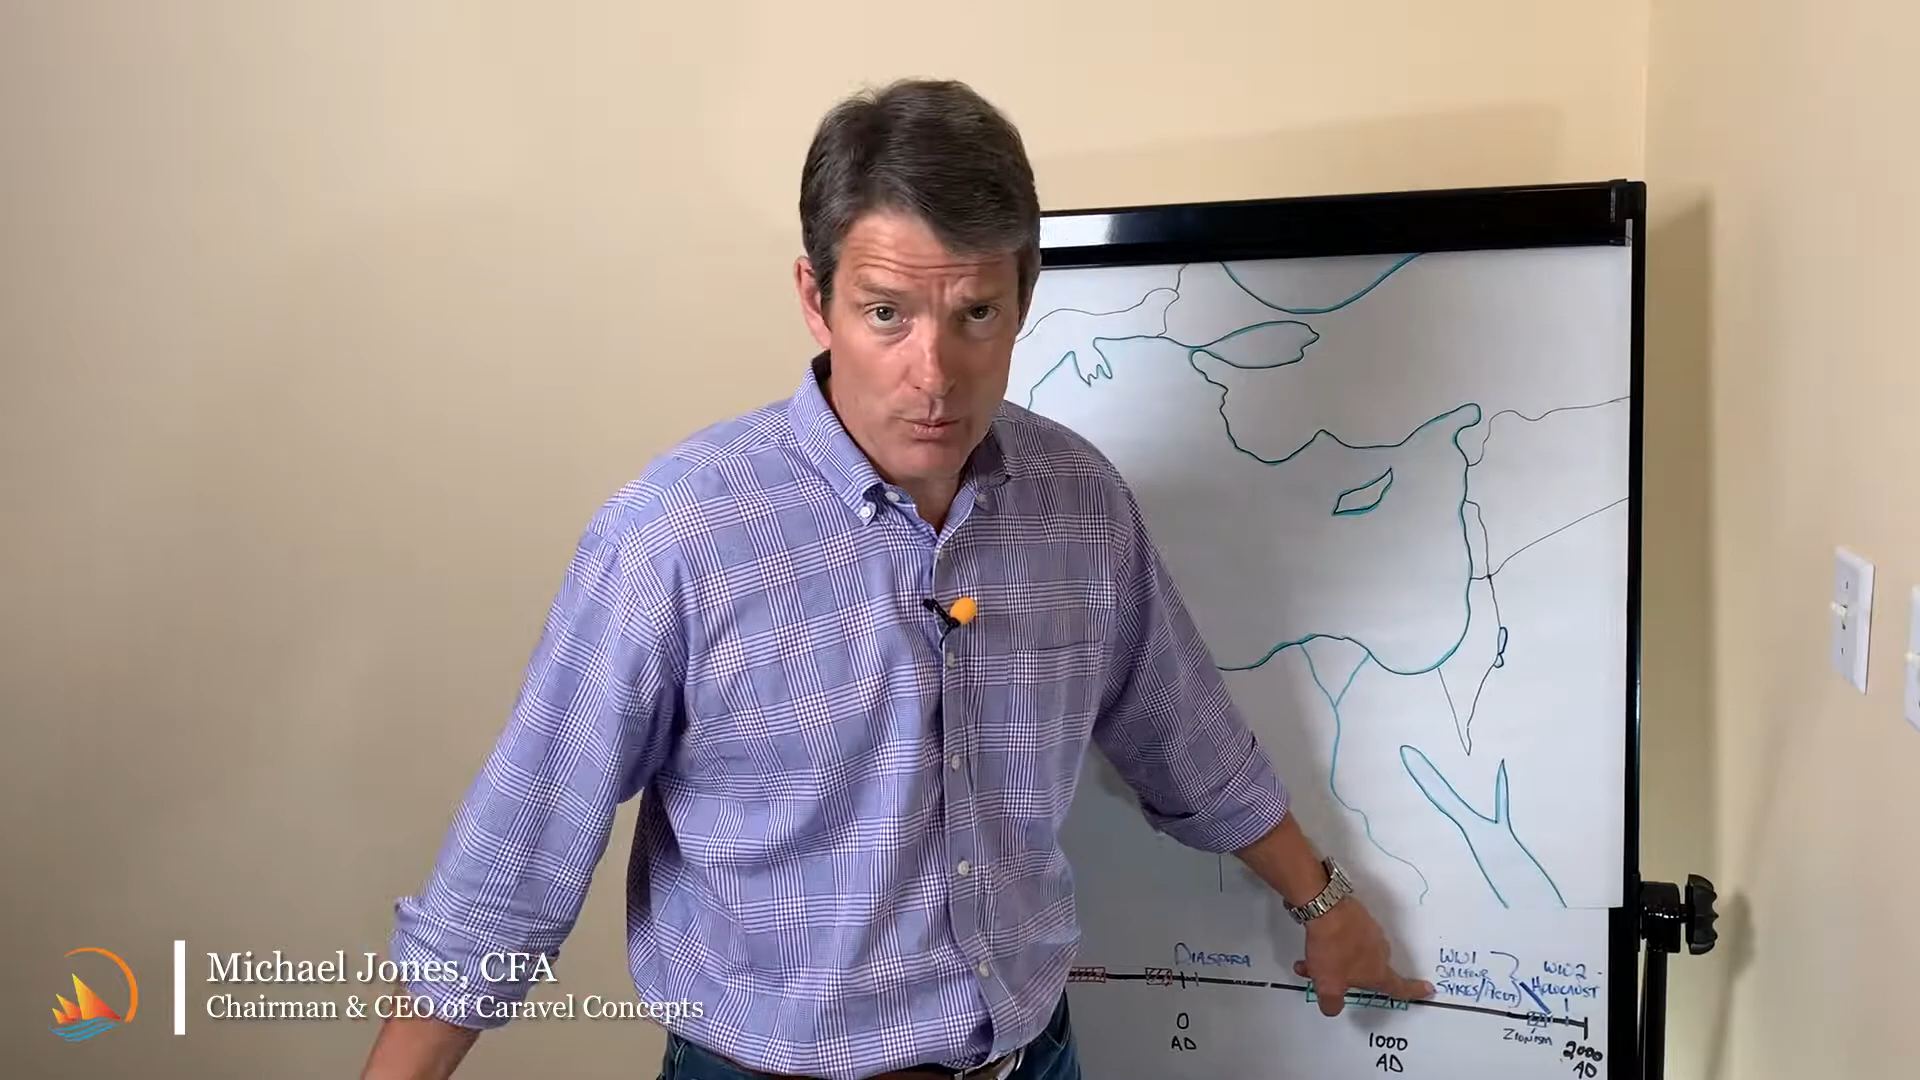 Diaspora
WW1
Balfour
Sykes/Picot
WW2 -
Holocaust
Zionism
0
AD
1000
AD
2000
AD
Michael Jones, CFA
Chairman & CEO of Caravel Concepts